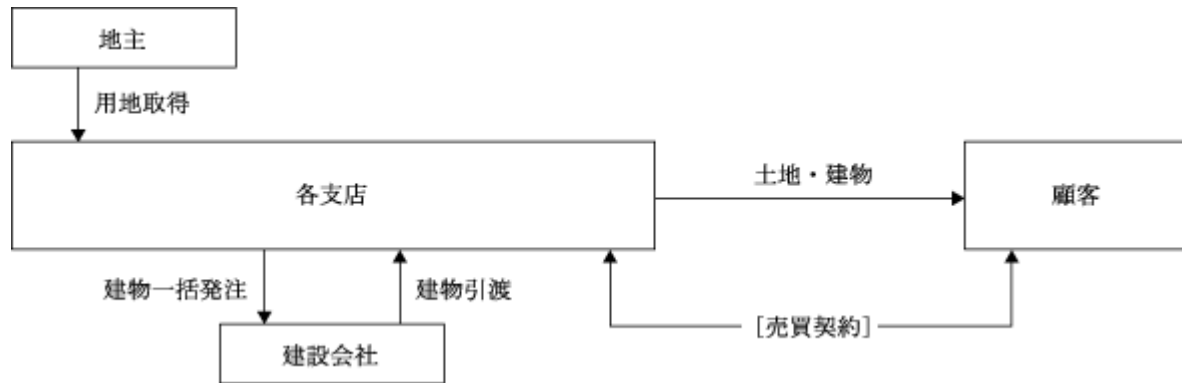 地主
用地取得
各支店
土地・建物
顧客
建物一括発注
建物引渡
[売買契約]
建設会社